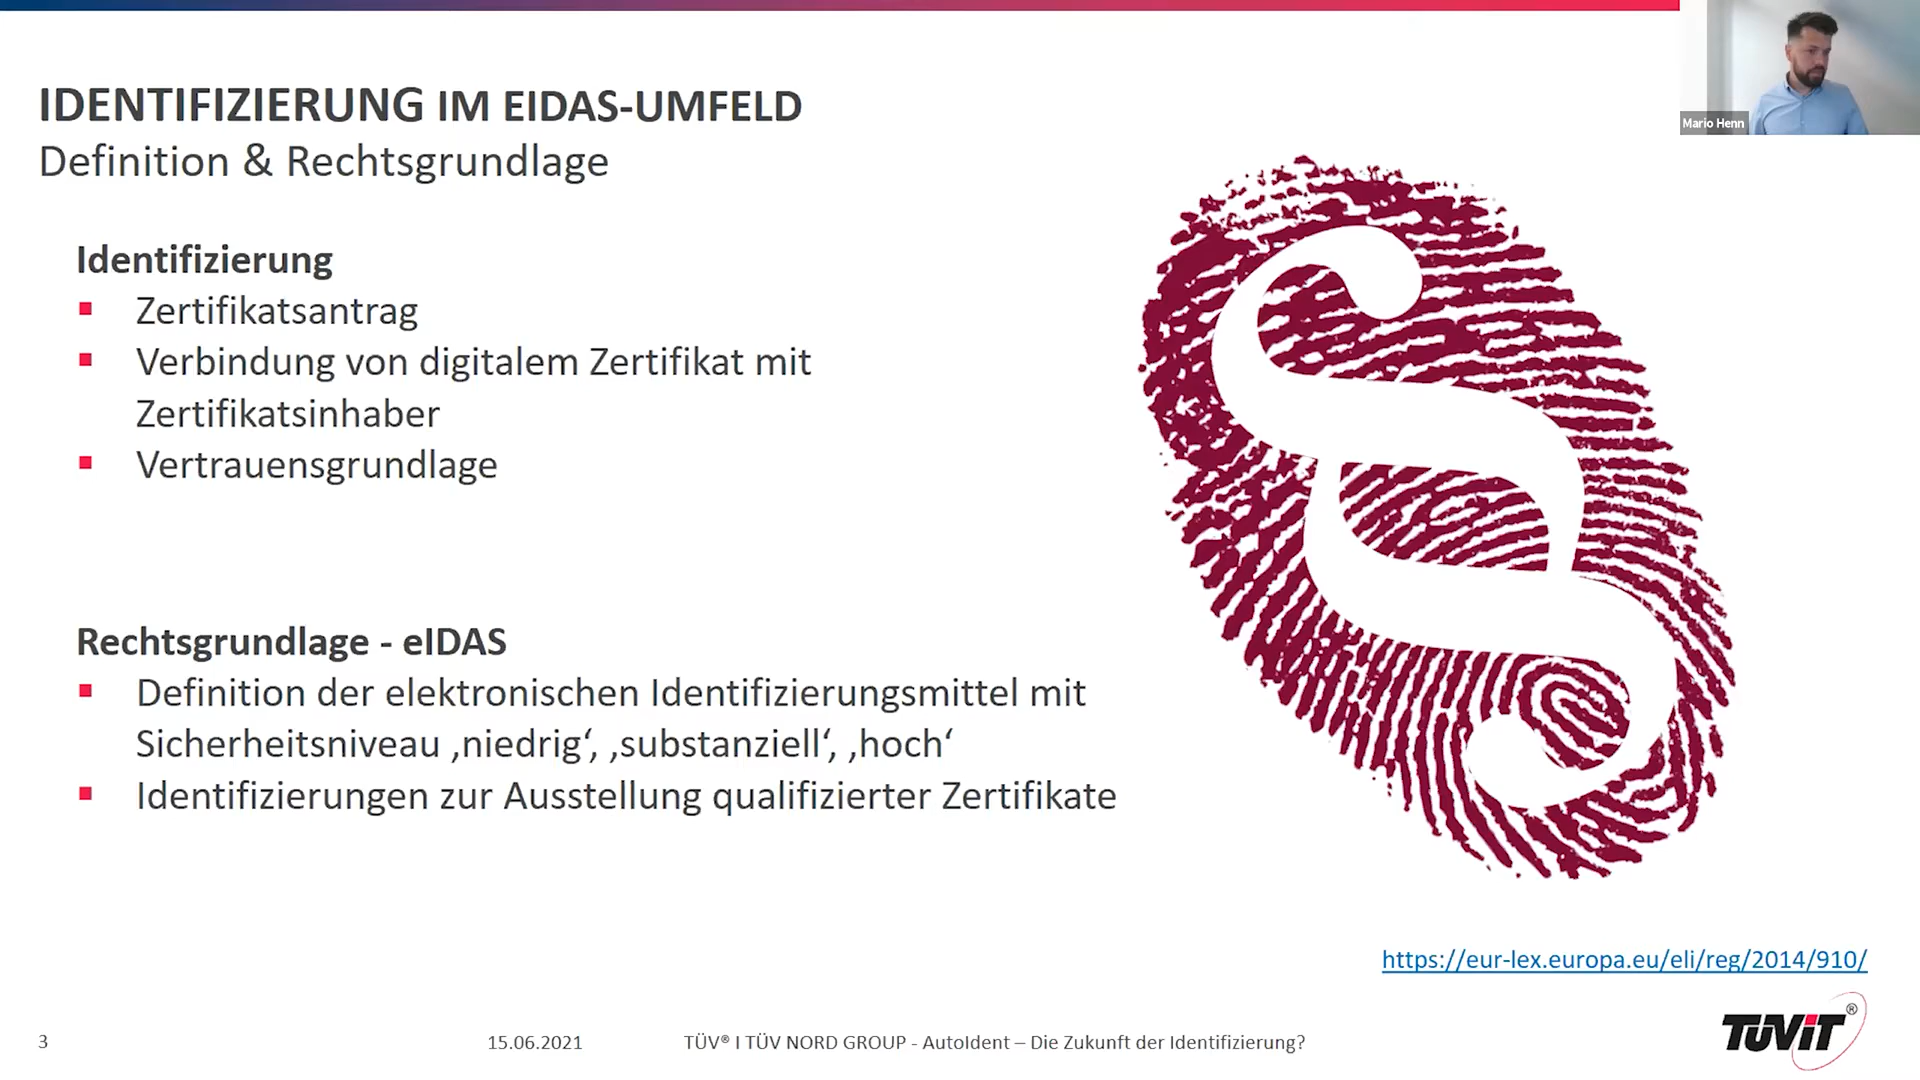 IDENTIFIZIERUNG IM EIDAS-UMFELD
Definition & Rechtsgrundlage
Mario Henn
Identifizierung
▪ Zertifikatsantrag
▪ Verbindung von digitalem Zertifikat mit
Zertifikatsinhaber
▪ Vertrauensgrundlage
§
Rechtsgrundlage - eIDAS
▪ Definition der elektronischen Identifizierungsmittel mit
Sicherheitsniveau ‚niedrig‘, ‚substanziell‘, ‚hoch‘
▪ Identifizierungen zur Ausstellung qualifizierter Zertifikate
https://eur-lex.europa.eu/eli/reg/2014/910/
3
15.06.2021
TÜV® I TÜV NORD GROUP - AutoIdent – Die Zukunft der Identifizierung?
TÜViT®